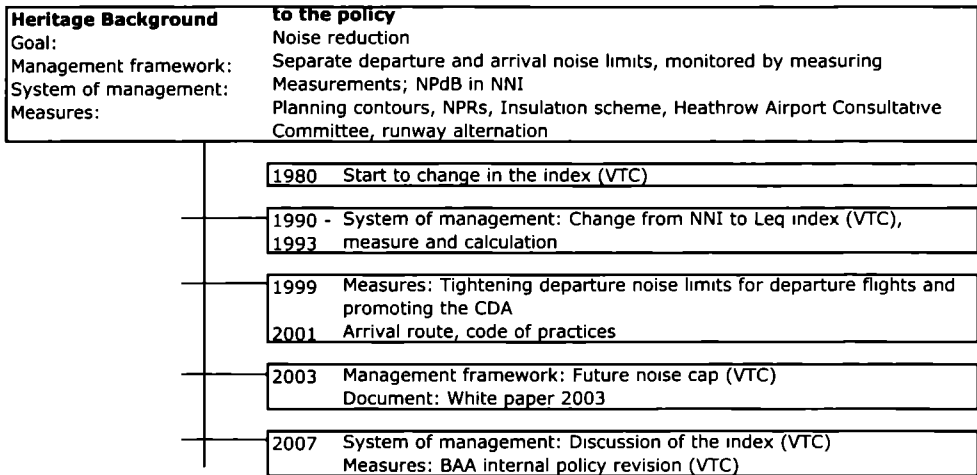 Heritage Background to the policy
Goal: Noise reduction
Management framework: Separate departure and arrival noise limits, monitored by measuring
System of management: Measurements; NPdB in NNI
Measures: Planning contours, NPRs, Insulation scheme, Heathrow Airport Consultative
Committee, runway alternation
1980 Start to change in the index (VTC)
1990 - System of management: Change from NNI to Leq index (VTC),
1993 measure and calculation
1999 Measures: Tightening departure noise limits for departure flights and
promoting the CDA
2001 Arrival route, code of practices
2003 Management framework: Future noise cap (VTC)
Document: White paper 2003
2007 System of management: Discussion of the index (VTC)
Measures: BAA internal policy revision (VTC)